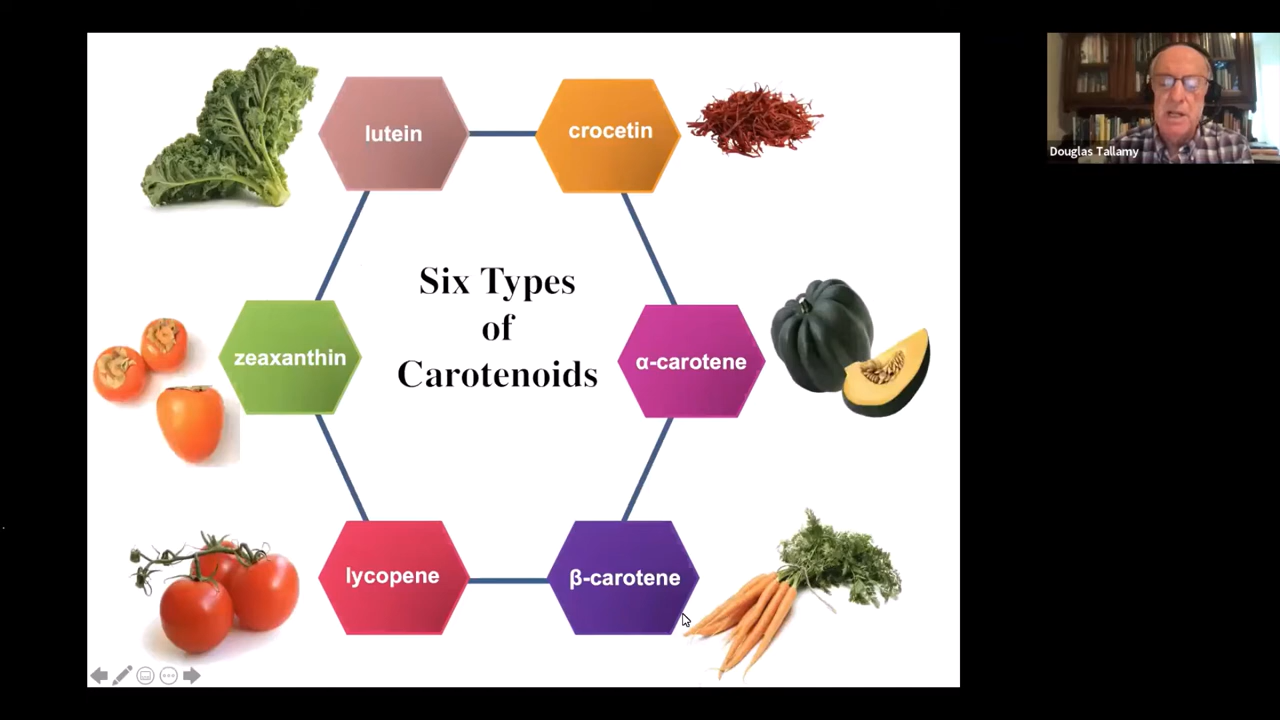 lutein
crocetin
Douglas Tallamy
Six Types
of
Carotenoids
zeaxanthin
α-carotene
lycopene
β-carotene